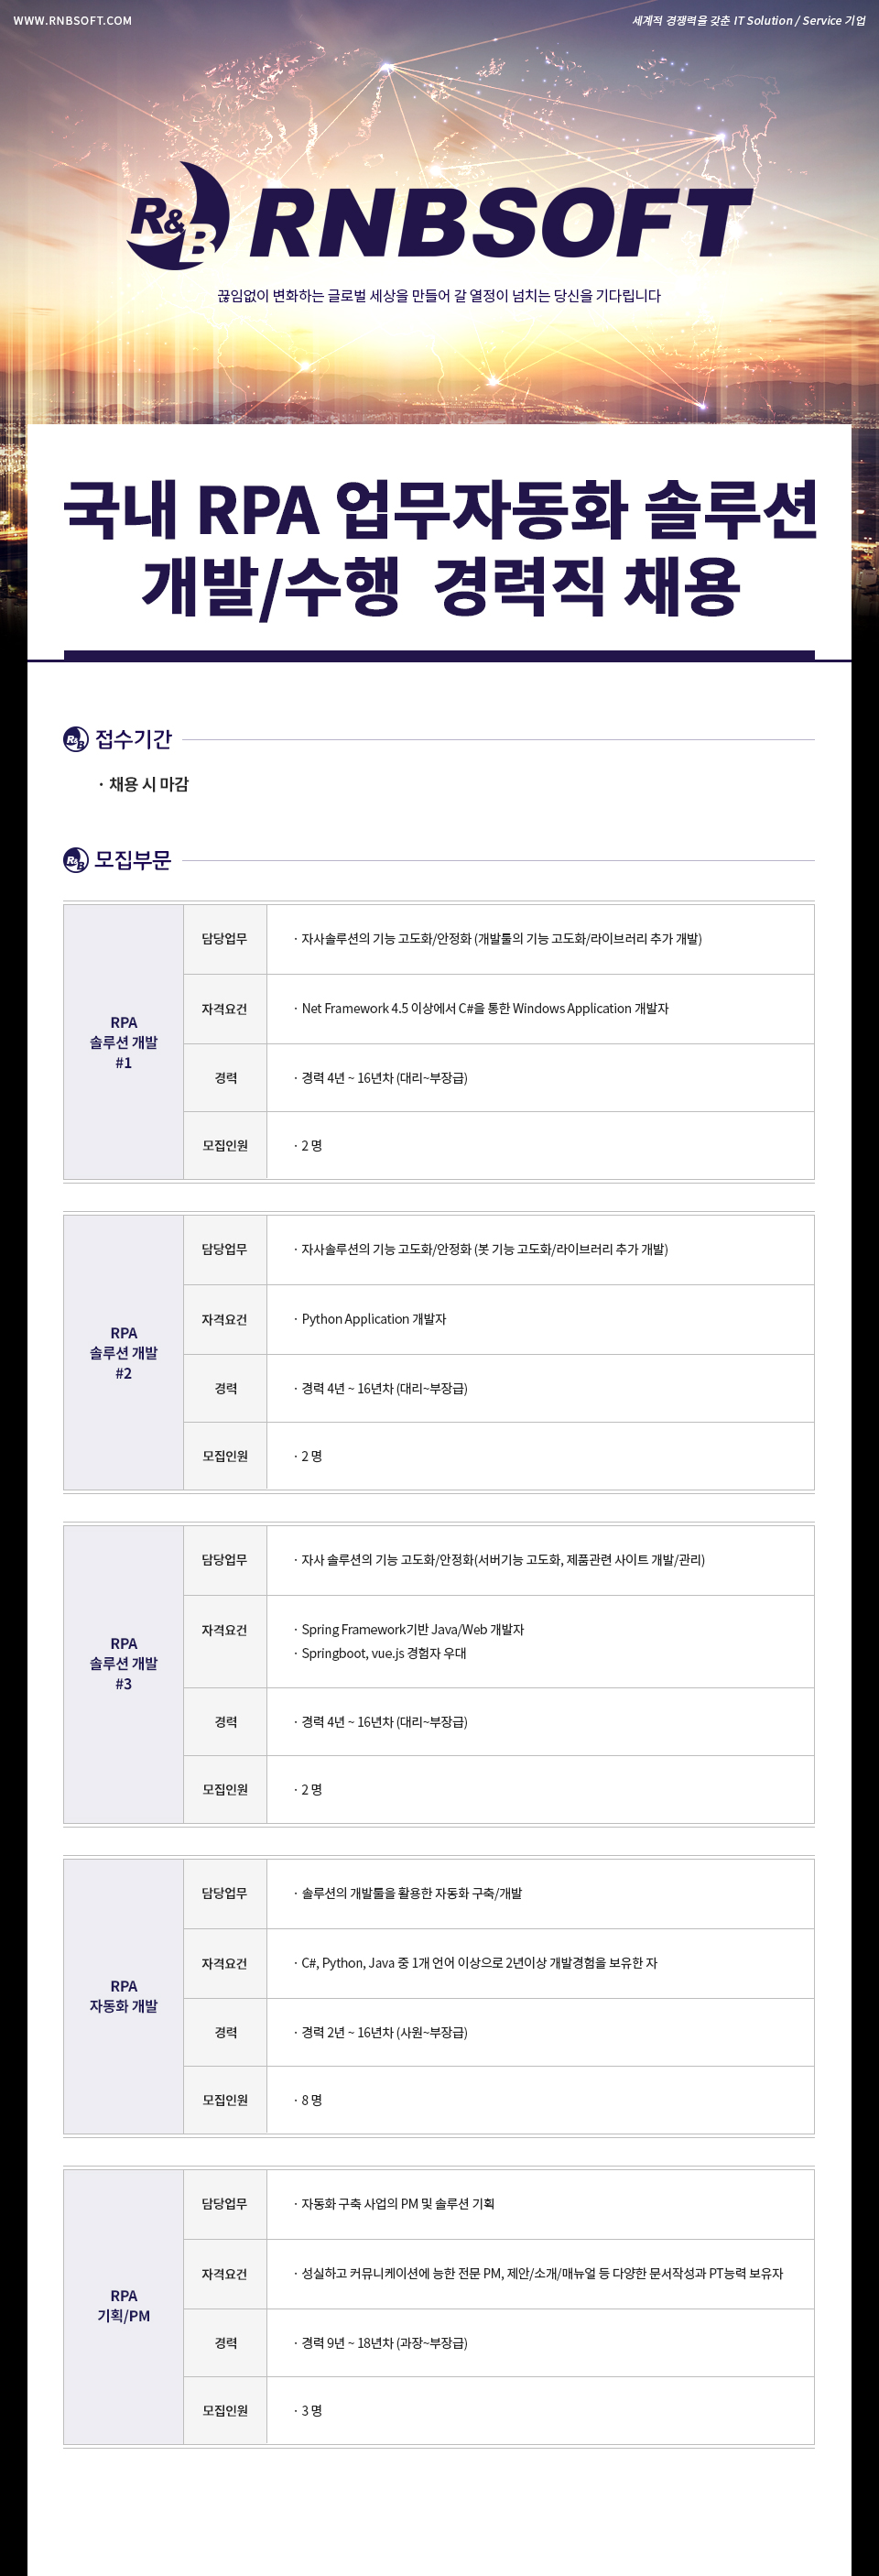 WWW.RNBSOFT.COM
세계적 경쟁력을 갖춘 IT Solution / Service 기업
R&B RNBSOFT
끊임없이 변화하는 글로벌 세상을 만들어 갈 열정이 넘치는 당신을 기다립니다
국내 RPA 업무자동화 솔루션
개발/수행 경력직 채용
R&B 접수기간
· 채용 시 마감
R&B 모집부문
RPA
솔루션 개발
#1
담당업무
· 자사솔루션의 기능 고도화/안정화 (개발툴의 기능 고도화/라이브러리 추가 개발)
자격요건
· Net Framework 4.5 이상에서 C#을 통한 Windows Application 개발자
경력
· 경력 4년 ~ 16년차 (대리~부장급)
모집인원
· 2 명
RPA
솔루션 개발
#2
담당업무
· 자사솔루션의 기능 고도화/안정화 (봇 기능 고도화/라이브러리 추가 개발)
자격요건
· Python Application 개발자
경력
· 경력 4년 ~ 16년차 (대리~부장급)
모집인원
· 2 명
RPA
솔루션 개발
#3
담당업무
· 자사 솔루션의 기능 고도화/안정화(서버기능 고도화, 제품관련 사이트 개발/관리)
자격요건
· Spring Framework기반 Java/Web 개발자
· Springboot, vue.js 경험자 우대
경력
· 경력 4년 ~ 16년차 (대리~부장급)
모집인원
· 2 명
RPA
자동화 개발
담당업무
· 솔루션의 개발툴을 활용한 자동화 구축/개발
자격요건
· C#, Python, Java 중 1개 언어 이상으로 2년이상 개발경험을 보유한 자
경력
· 경력 2년 ~ 16년차 (사원~부장급)
모집인원
· 8 명
RPA
기획/PM
담당업무
· 자동화 구축 사업의 PM 및 솔루션 기획
자격요건
· 성실하고 커뮤니케이션에 능한 전문 PM, 제안/소개/매뉴얼 등 다양한 문서작성과 PT능력 보유자
경력
· 경력 9년 ~ 18년차 (과장~부장급)
모집인원
· 3 명